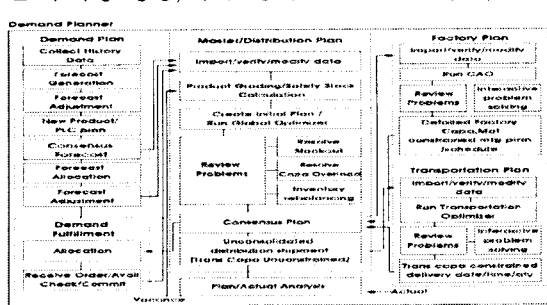 Demand Planner
Demand Plan
Collect History
Data
Forecast
Generation
Forecast
Adjustment
New Product/
PLC plan
Consensus
Forecast
Forecast
Allocation
Forecast
Adjustment
Demand
Fulfillment
Allocation
Receive Order/Avail
Check/Commit
Master/Distribution Plan
Import/verify/modify data
Product Grading/Safety Stock
Calculation
Create Initial Plan /
Run Global Optimizer
Review
Problems
Resolve
Stockout
Resolve
Capa Overload
Inventory
rebalancing
Consensus Plan
Unconsolidated
distribution shipment
(Trans Capa Unconstrained)
Plan/Actual Analysis
Factory Plan
Import/verify/modify
data
Run CAO
Review
Problems
Interactive
problem
solving
Detailed Factory
Capa,Mat
constrained mfg
/schedule
Transportation Plan
Import/verify/modify
data
Run Transportation
Optimizer
Review
Problems
Interactive
problem
solving
Trans capa constrained
delivery date/time/qty
Variance
Actual